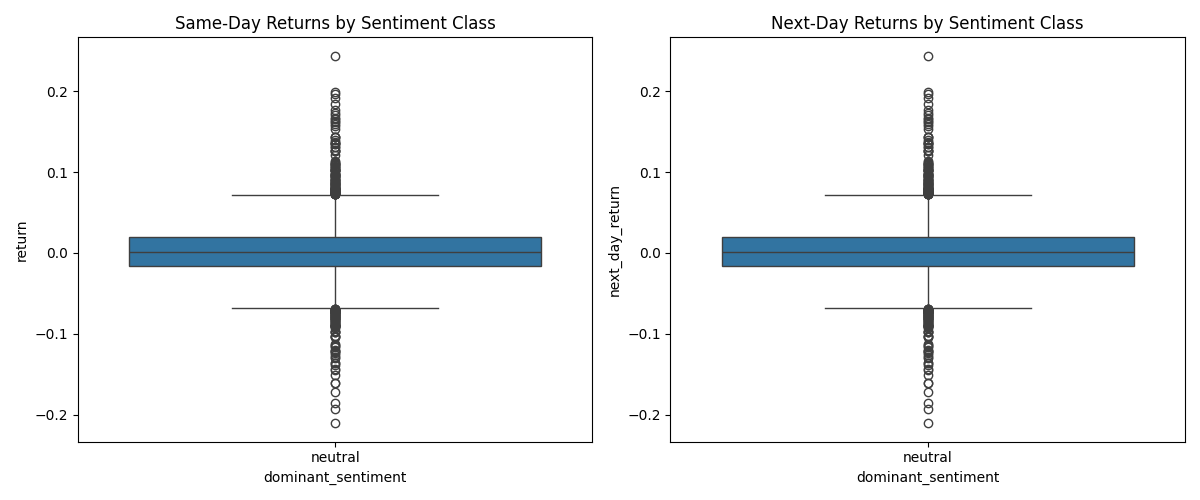 Same-Day Returns by Sentiment Class
0.2
0.1
0.0
−0.1
−0.2
return
neutral
dominant_sentiment
Next-Day Returns by Sentiment Class
0.2
0.1
0.0
−0.1
−0.2
next_day_return
neutral
dominant_sentiment